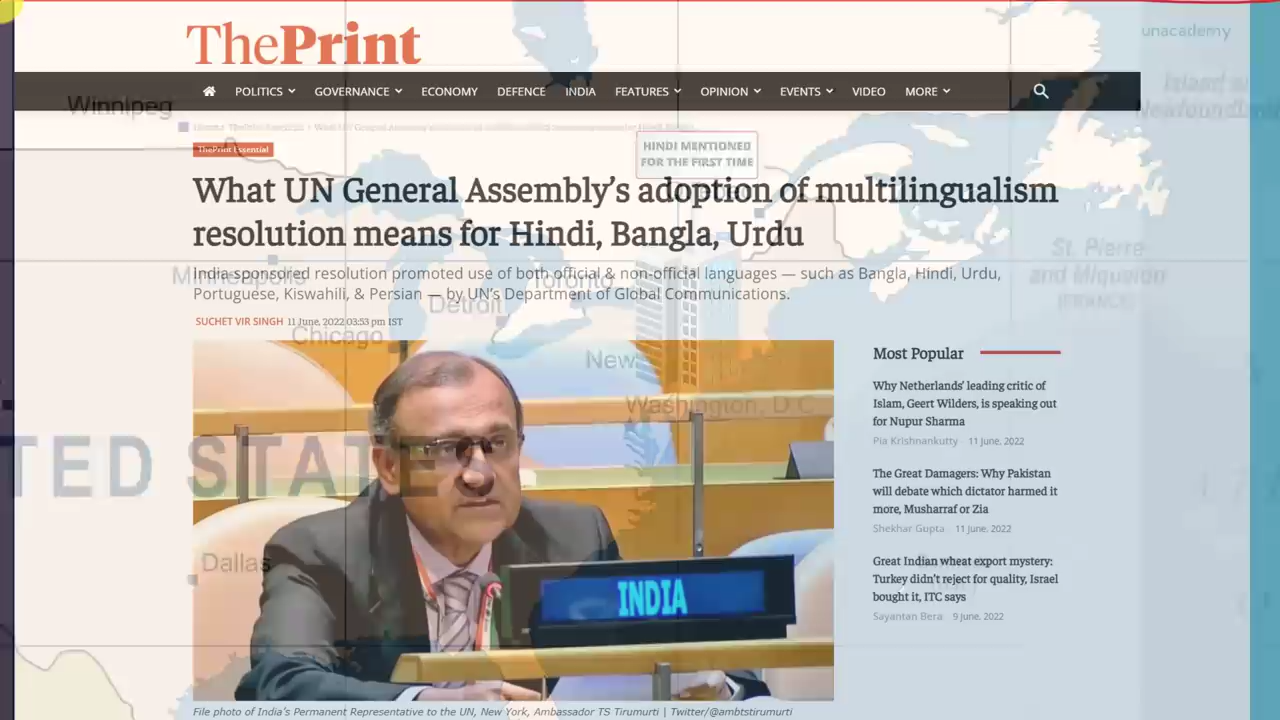 ThePrint
unacademy
POLITICS
GOVERNANCE
ECONOMY
DEFENCE
INDIA
FEATURES
OPINION
EVENTS
VIDEO
MORE
Winnipeg
Island of
Newfoundland
ThePrint Essential
HINDI MENTIONED
FOR THE FIRST TIME
What UN General Assembly's adoption of multilingualism
resolution means for Hindi, Bangla, Urdu
India-sponsored resolution promoted use of both official & non-official languages — such as Bangla, Hindi, Urdu,
Portuguese, Kiswahili, & Persian — by UN's Department of Global Communications.
St. Pierre
and Miquelon
(FRANCE)
Minneapolis
Toronto
Detroit
SUCHET VIR SINGH 11 June, 2022 03:53 pm IST
Chicago
New
Washington, D.C.
TED STATE
Dallas
INDIA
Most Popular
Why Netherlands' leading critic of
Islam, Geert Wilders, is speaking out
for Nupur Sharma
Pia Krishnankutty 11 June, 2022
The Great Damagers: Why Pakistan
will debate which dictator harmed it
more, Musharraf or Zia
Shekhar Gupta 11 June, 2022
Great Indian wheat export mystery:
Turkey didn't reject for quality, Israel
bought it, ITC says
Sayantan Bera 9 June, 2022
File photo of India's Permanent Representative to the UN, New York, Ambassador TS Tirumurti | Twitter/@ambtstirumurti